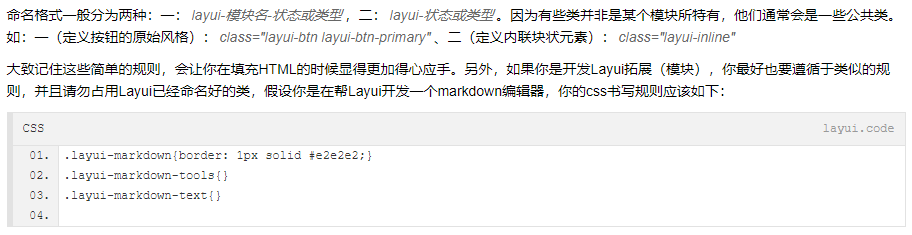 命名格式一般分为两种：一：layui-模块名-状态或类型，二：layui-状态或类型。因为有些类并非是某个模块所特有，他们通常会是一些公共类。
如：一（定义按钮的原始风格）：class="layui-btn layui-btn-primary"、二（定义内联块状元素）：class="layui-inline"
大致记住这些简单的规则，会让你在填充HTML的时候显得更加得心应手。另外，如果你是开发Layui拓展（模块），你最好也要遵循于类似的规
则，并且请勿占用Layui已经命名好的类，假设你是在帮Layui开发一个markdown编辑器，你的css书写规则应该如下：
CSS layui.code
01. .layui-markdown{border: 1px solid #e2e2e2;}
02. .layui-markdown-tools{}
03. .layui-markdown-text{}
04.